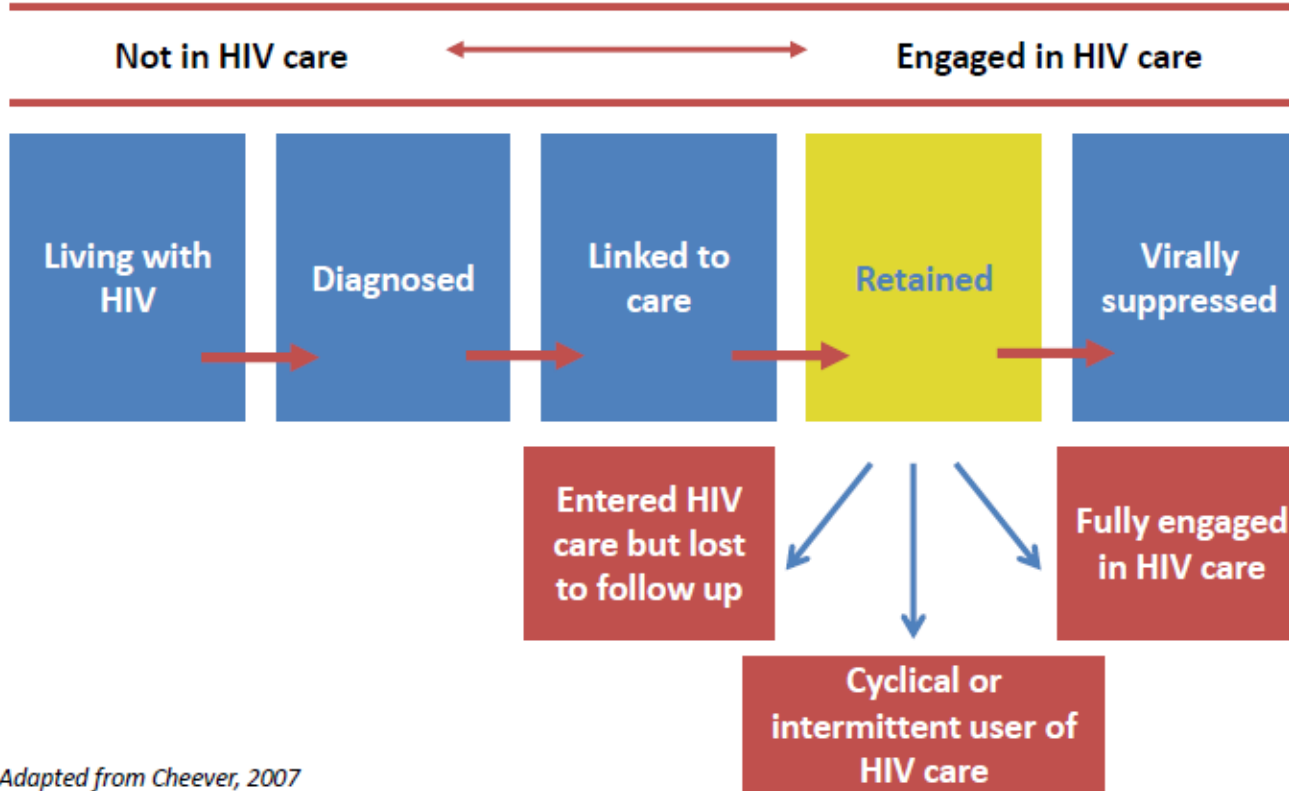 Not in HIV care
Engaged in HIV care
Living with
HIV
Diagnosed
Linked to
care
Retained
Virally
suppressed
Entered HIV
care but lost
to follow up
Cyclical or
intermittent user of
HIV care
Fully engaged
in HIV care
Adapted from Cheever, 2007